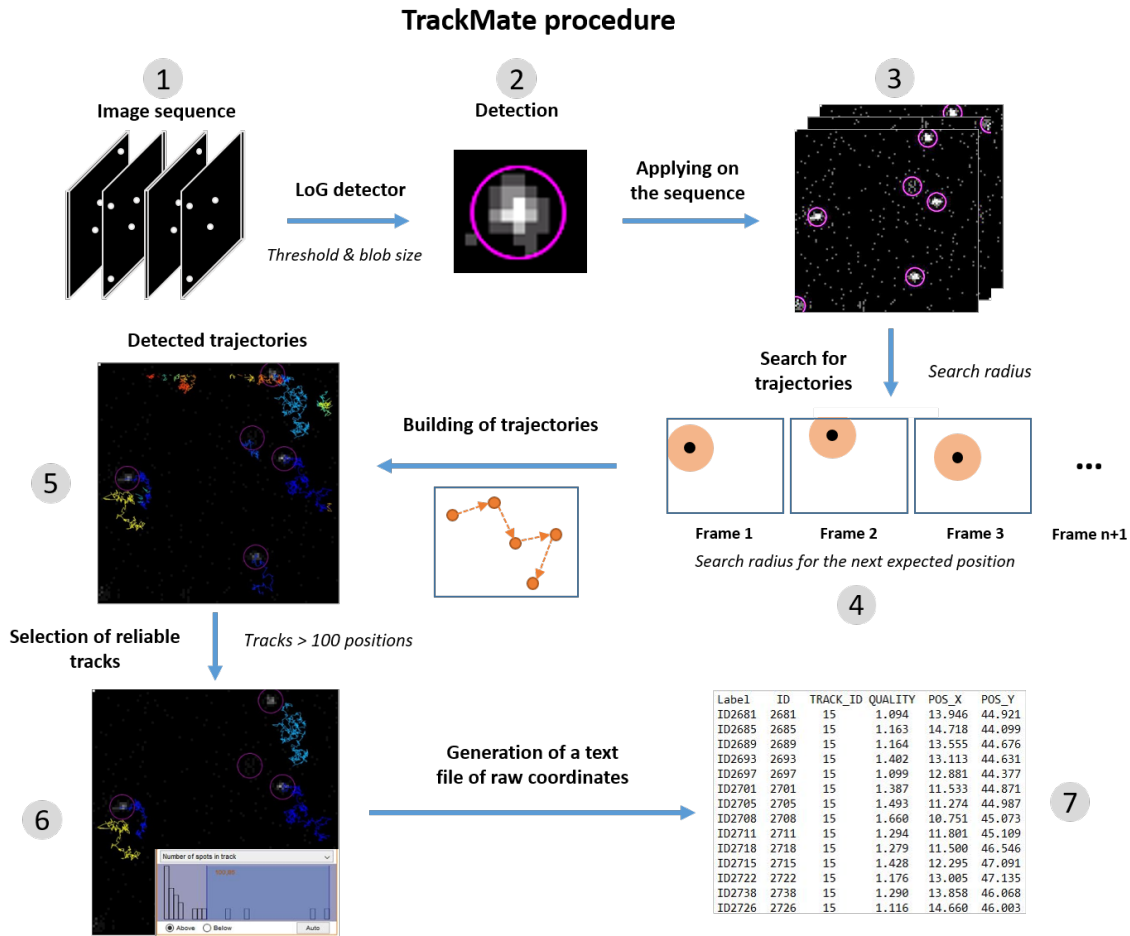 TrackMate procedure
1
Image sequence
LoG detector
Threshold & blob size
2
Detection
Applying on
the sequence
3
Search for
trajectories
Search radius
Frame 1
Frame 2
Frame 3
...
Frame n+1
Search radius for the next expected position
4
Building of trajectories
Detected trajectories
5
Selection of reliable
tracks
Tracks > 100 positions
6
Number of spots in track
Above
Below
Auto
Generation of a text
file of raw coordinates
Label ID TRACK_ID QUALITY POS_X POS_Y
ID2681 2681 15 1.094 13.946 44.921
ID2685 2685 15 1.163 14.718 44.099
ID2689 2689 15 1.164 13.555 44.676
ID2693 2693 15 1.402 13.113 44.631
ID2697 2697 15 1.099 12.881 44.377
ID2701 2701 15 1.387 11.533 44.871
ID2705 2705 15 1.493 11.274 44.987
ID2708 2708 15 1.660 10.751 45.073
ID2711 2711 15 1.294 11.801 45.109
ID2718 2718 15 1.279 11.500 46.546
ID2715 2715 15 1.428 12.295 47.091
ID2722 2722 15 1.176 13.005 47.135
ID2738 2738 15 1.290 13.858 46.068
ID2726 2726 15 1.116 14.660 46.003
7